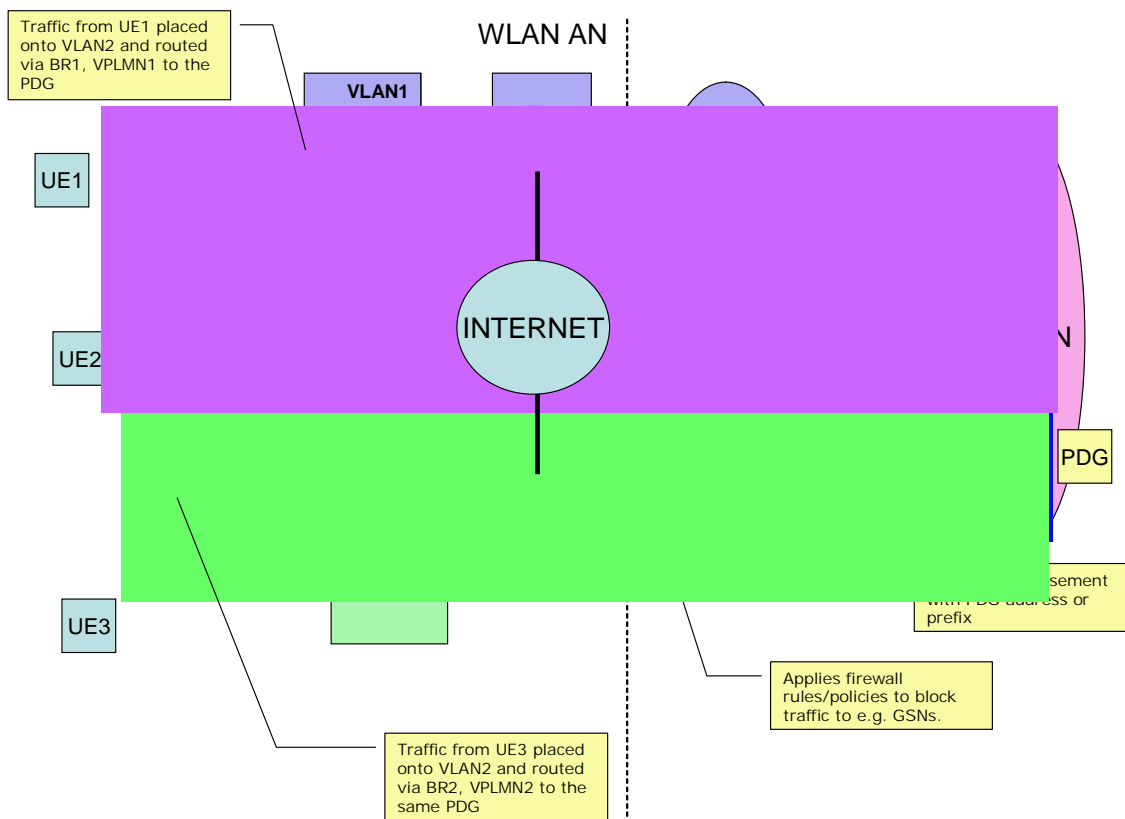 Traffic from UE1 placed
onto VLAN2 and routed
via BR1, VPLMN1 to the
PDG
WLAN AN
VLAN1
UE1
INTERNET
UE2
N
PDG
sement
with PDG address or
prefix
UE3
Applies firewall
rules/policies to block
traffic to e.g. GSNs.
Traffic from UE3 placed
onto VLAN2 and routed
via BR2, VPLMN2 to the
same PDG